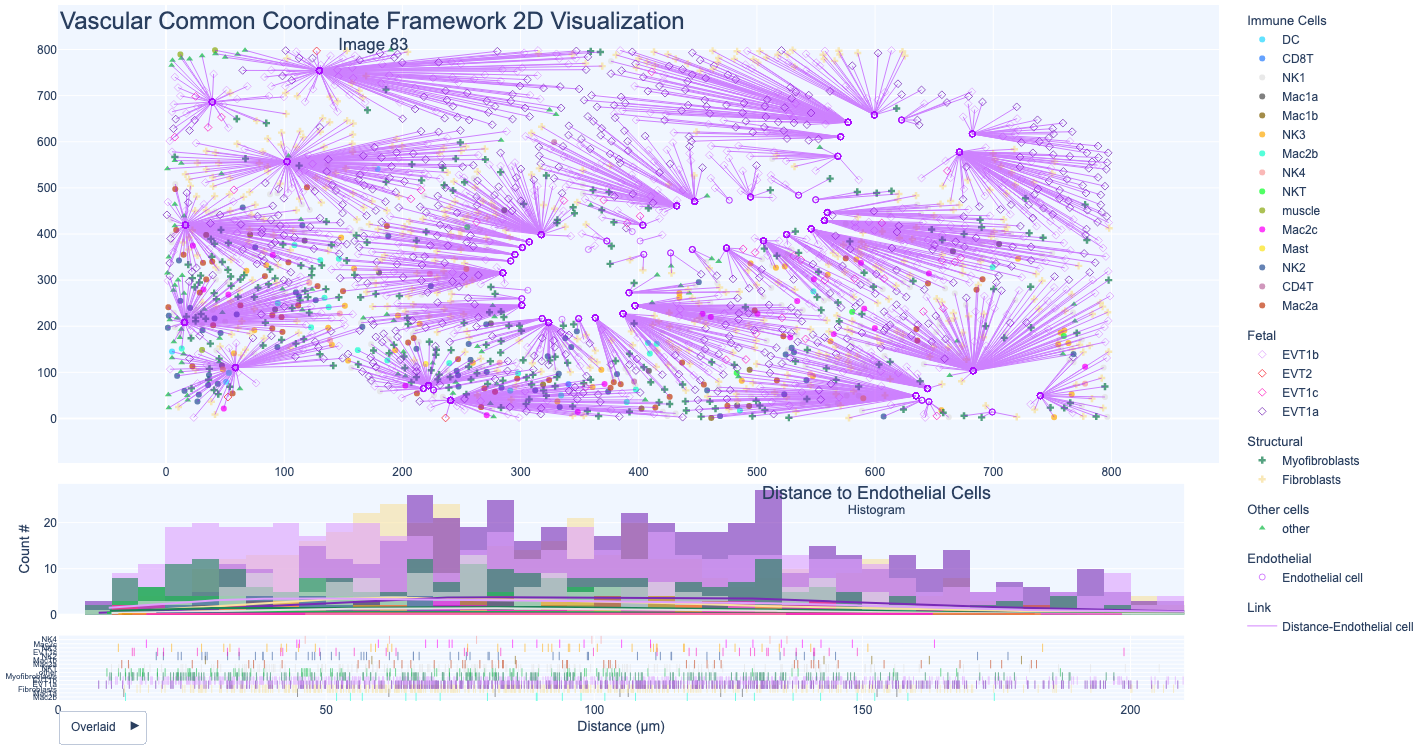 Vascular Common Coordinate Framework 2D Visualization
Image 83
800
700
600
500
400
300
200
100
0
0 100 200 300 400 500 600 700 800
Immune Cells
DC
CD8T
NK1
Mac1a
Mac1b
NK3
Mac2b
NK4
NKT
muscle
Mac2c
Mast
NK2
CD4T
Mac2a
Fetal
EVT1b
EVT2
EVT1c
EVT1a
Structural
Myofibroblasts
Fibroblasts
Other cells
other
Endothelial
Endothelial cell
Link
Distance-Endothelial cell
Distance to Endothelial Cells
Histogram
Count #
20
10
0
NK4
Myofibroblasts
Fibroblasts
0 50 100 150 200
Distance (μm)
Overlaid ▶